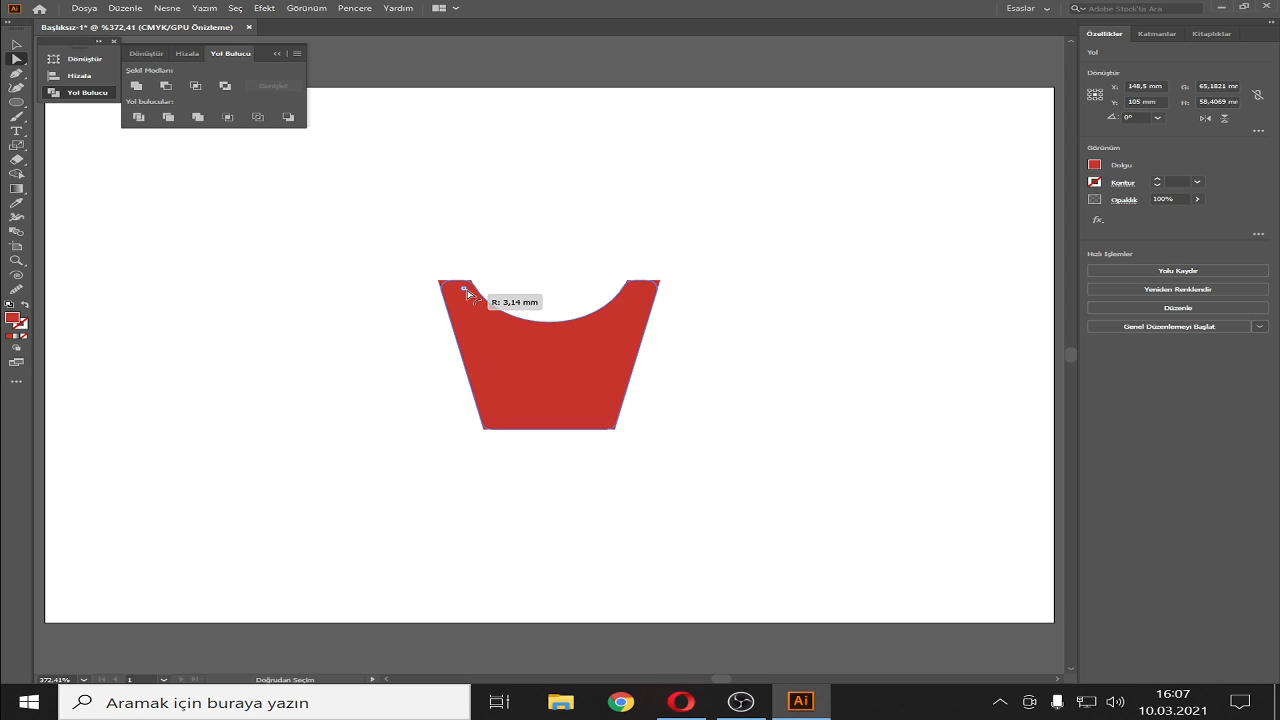 Ai Dosya Düzenle Nesne Yazım Seç Efekt Görünüm Pencere Yardım Esaslar Adobe Stock'ta Ara
Başlıksız-1* @ %372,41 (CMYK/GPU Önizleme)
Dönüştür
Hizala
Yol Bulucu
Dönüştür Hizala Yol Bulucu
Şekil Modları:
Genişlet
Yol bulucular:
Özellikler Katmanlar Kitaplıklar
Yol
Dönüştür
X: 148,5 mm G: 65,1821 mr
Y: 105 mm H: 58,4069 mr
0°
Görünüm
Dolgu
Kontur
Opaklık 100%
fx.
Hızlı İşlemler
Yolu Kaydır
Yeniden Renklendir
Düzenle
Genel Düzenlemeyi Başlat
R: 3,14 mm
372,41% 1 Doğrudan Seçim
Aramak için buraya yazın
Ai
16:07
10.03.2021